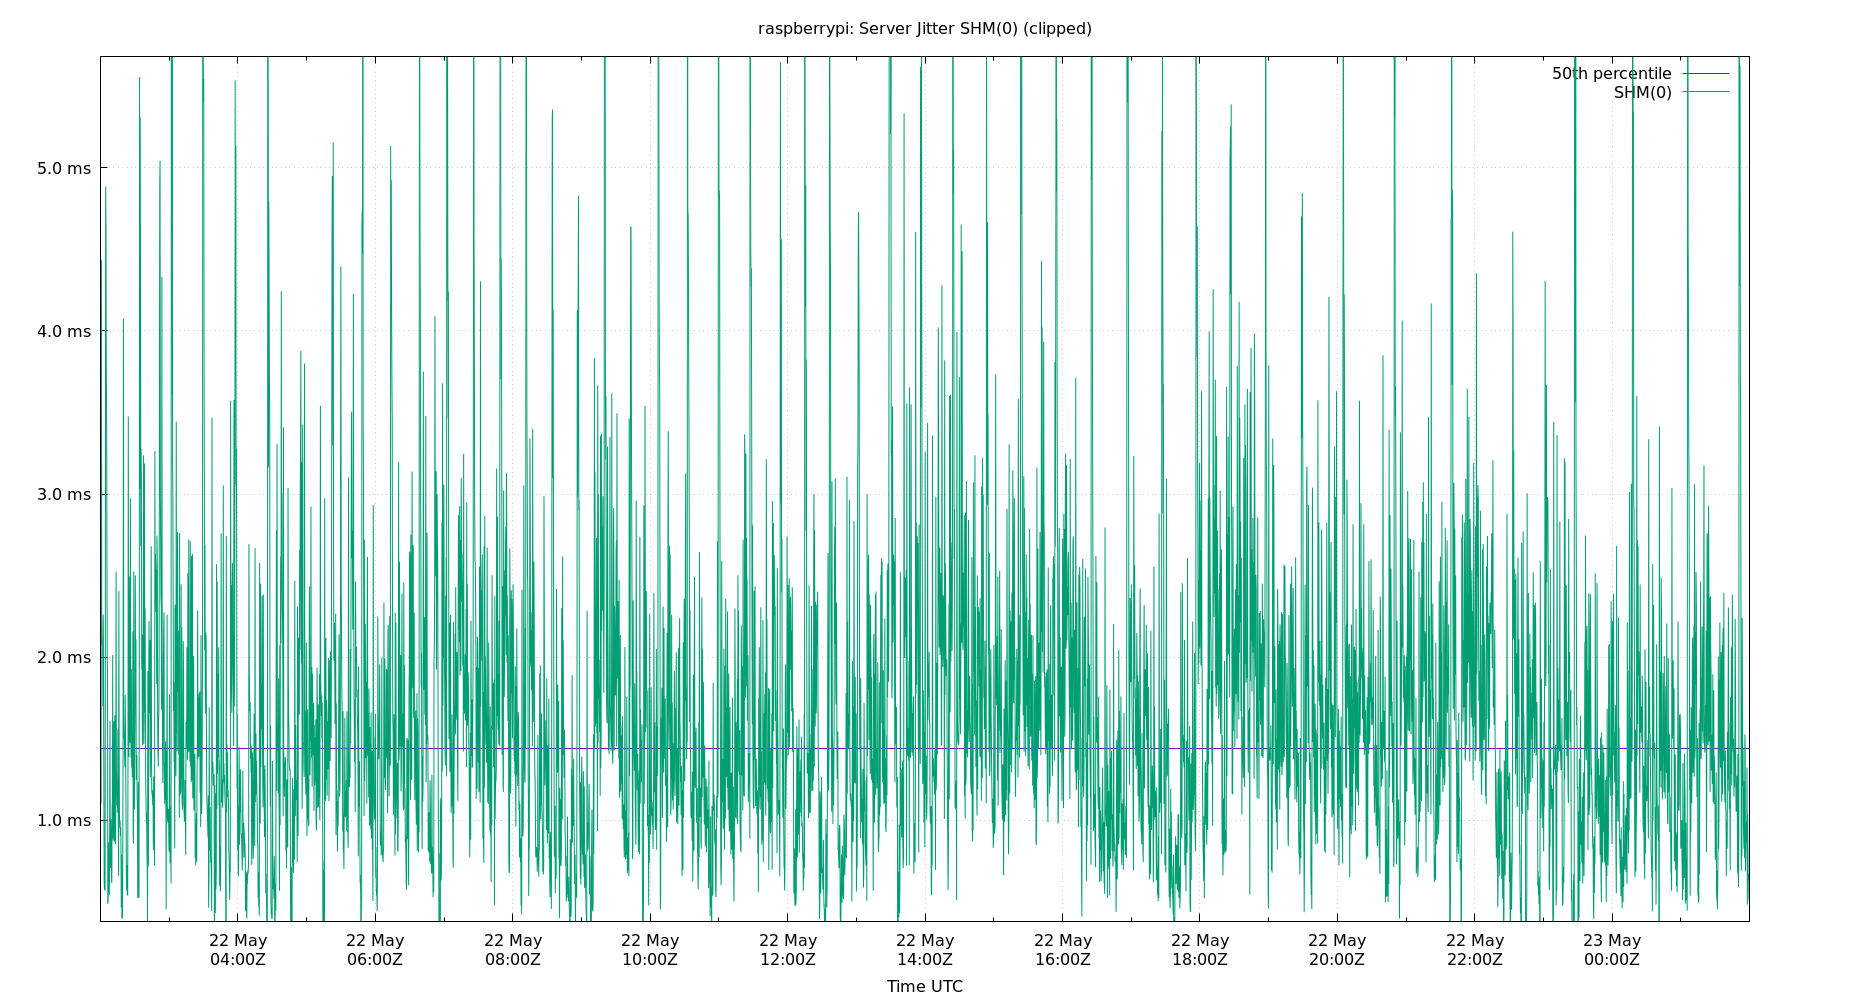 raspberrypi: Server Jitter SHM(0) (clipped)
50th percentile
SHM(0)
5.0 ms
4.0 ms
3.0 ms
2.0 ms
1.0 ms
22 May 22 May 22 May 22 May 22 May 22 May 22 May 22 May 22 May 22 May 23 May
04:00Z 06:00Z 08:00Z 10:00Z 12:00Z 14:00Z 16:00Z 18:00Z 20:00Z 22:00Z 00:00Z
Time UTC